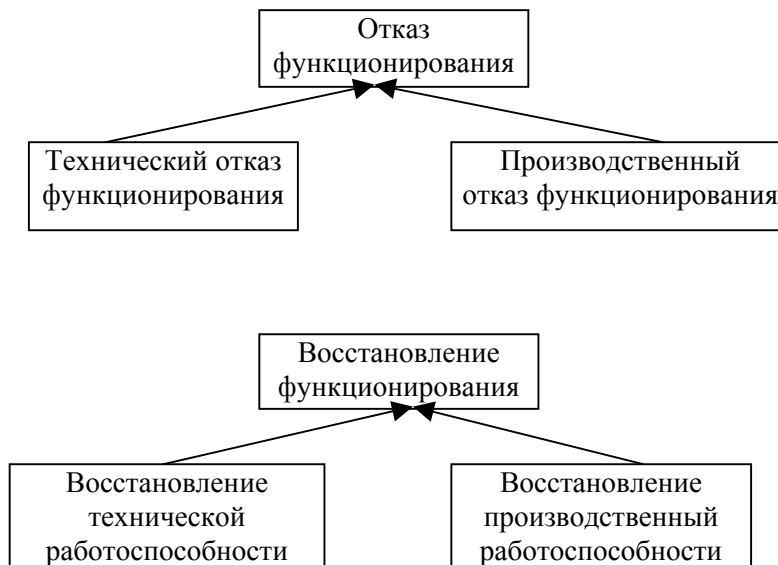 Отказ
функционирования
Технический отказ
функционирования
Производственный
отказ функционирования
Восстановление
функционирования
Восстановление
технической
работоспособности
Восстановление
производственный
работоспособности